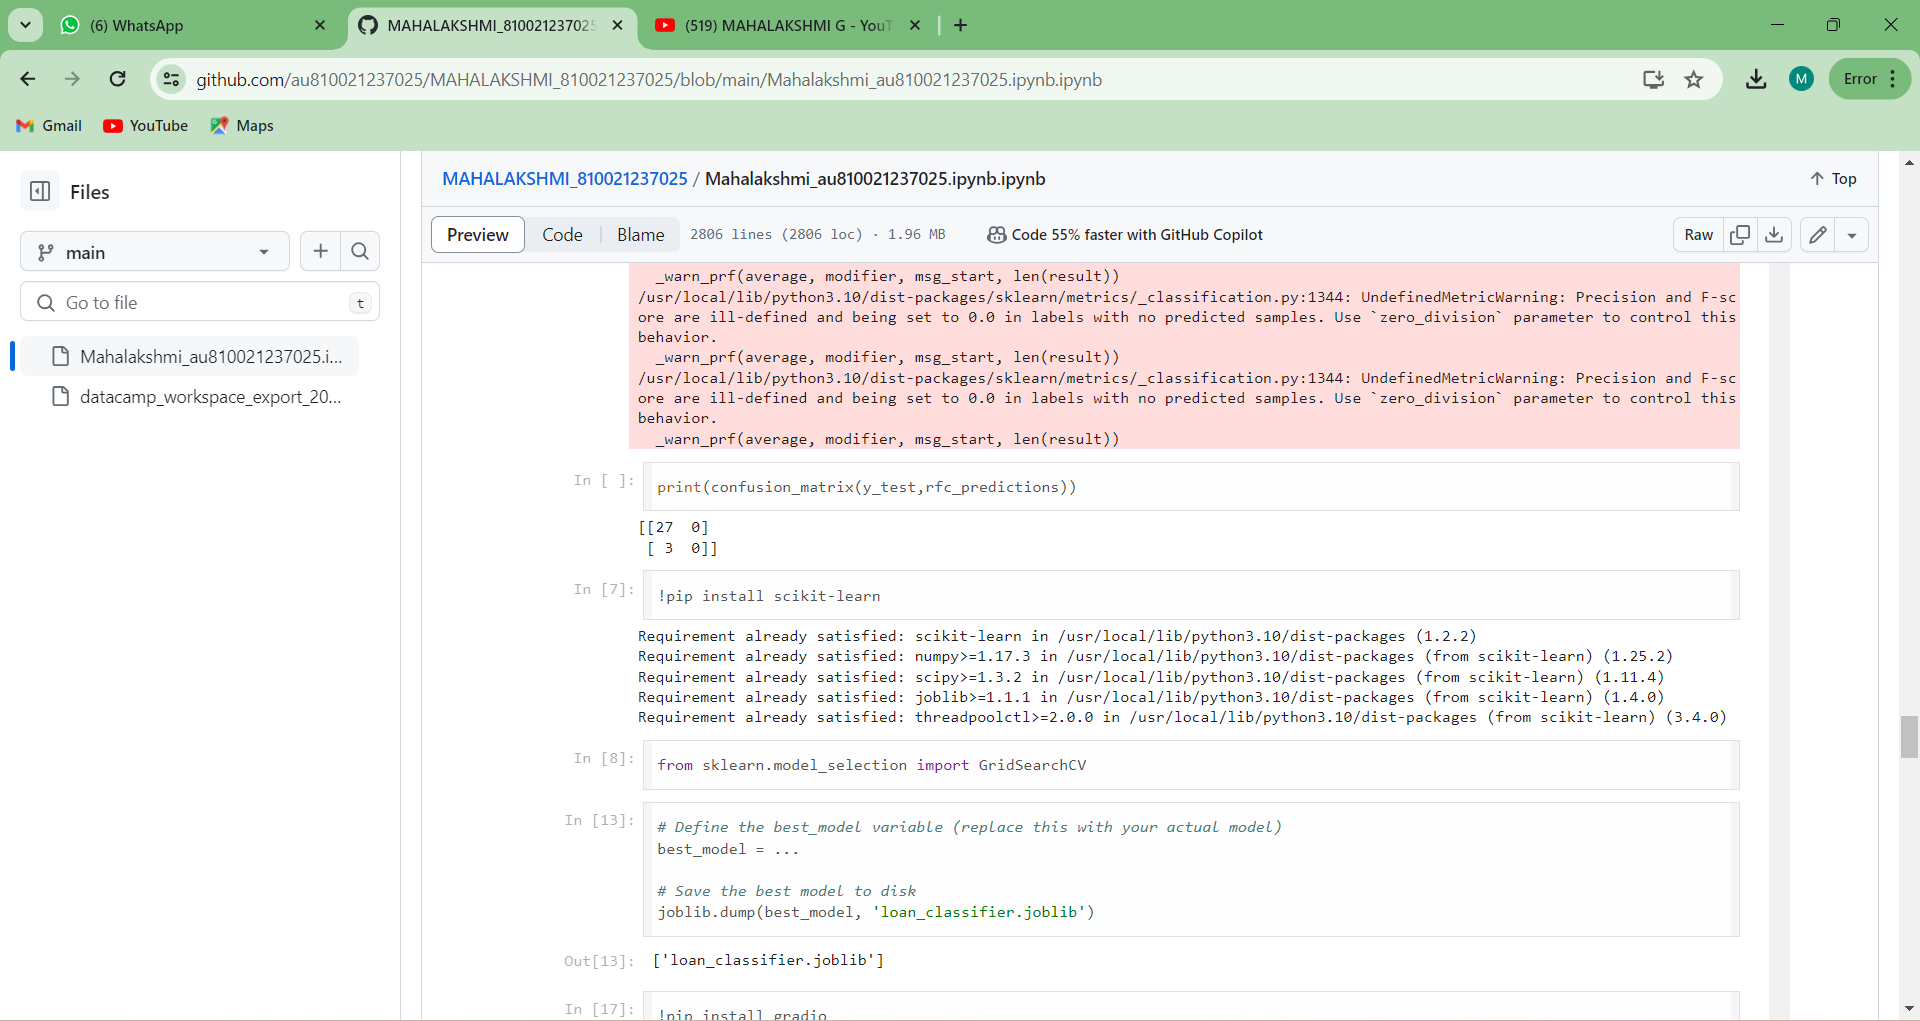 (6) WhatsApp
MAHALAKSHMI_810021237025
(519) MAHALAKSHMI G - YouT
github.com/au810021237025/MAHALAKSHMI_810021237025/blob/main/Mahalakshmi_au810021237025.ipynb.ipynb
M
Error
Gmail
YouTube
Maps
Files
main
Go to file
t
Mahalakshmi_au810021237025.i...
datacamp_workspace_export_20...
MAHALAKSHMI_810021237025 / Mahalakshmi_au810021237025.ipynb.ipynb
Top
Preview
Code
Blame
2806 lines (2806 loc) · 1.96 MB
Code 55% faster with GitHub Copilot
Raw
_warn_prf(average, modifier, msg_start, len(result))
/usr/local/lib/python3.10/dist-packages/sklearn/metrics/_classification.py:1344: UndefinedMetricWarning: Precision and F-sc
ore are ill-defined and being set to 0.0 in labels with no predicted samples. Use `zero_division` parameter to control this
behavior.
_warn_prf(average, modifier, msg_start, len(result))
/usr/local/lib/python3.10/dist-packages/sklearn/metrics/_classification.py:1344: UndefinedMetricWarning: Precision and F-sc
ore are ill-defined and being set to 0.0 in labels with no predicted samples. Use `zero_division` parameter to control this
behavior.
_warn_prf(average, modifier, msg_start, len(result))
In [ ]:
print(confusion_matrix(y_test,rfc_predictions))
[[27  0]
[ 3  0]]
In [7]:
!pip install scikit-learn
Requirement already satisfied: scikit-learn in /usr/local/lib/python3.10/dist-packages (1.2.2)
Requirement already satisfied: numpy>=1.17.3 in /usr/local/lib/python3.10/dist-packages (from scikit-learn) (1.25.2)
Requirement already satisfied: scipy>=1.3.2 in /usr/local/lib/python3.10/dist-packages (from scikit-learn) (1.11.4)
Requirement already satisfied: joblib>=1.1.1 in /usr/local/lib/python3.10/dist-packages (from scikit-learn) (1.4.0)
Requirement already satisfied: threadpoolctl>=2.0.0 in /usr/local/lib/python3.10/dist-packages (from scikit-learn) (3.4.0)
In [8]:
from sklearn.model_selection import GridSearchCV
In [13]:
# Define the best_model variable (replace this with your actual model)
best_model = ...
# Save the best model to disk
joblib.dump(best_model, 'loan_classifier.joblib')
Out[13]:
['loan_classifier.joblib']
In [17]:
!pip install gradio